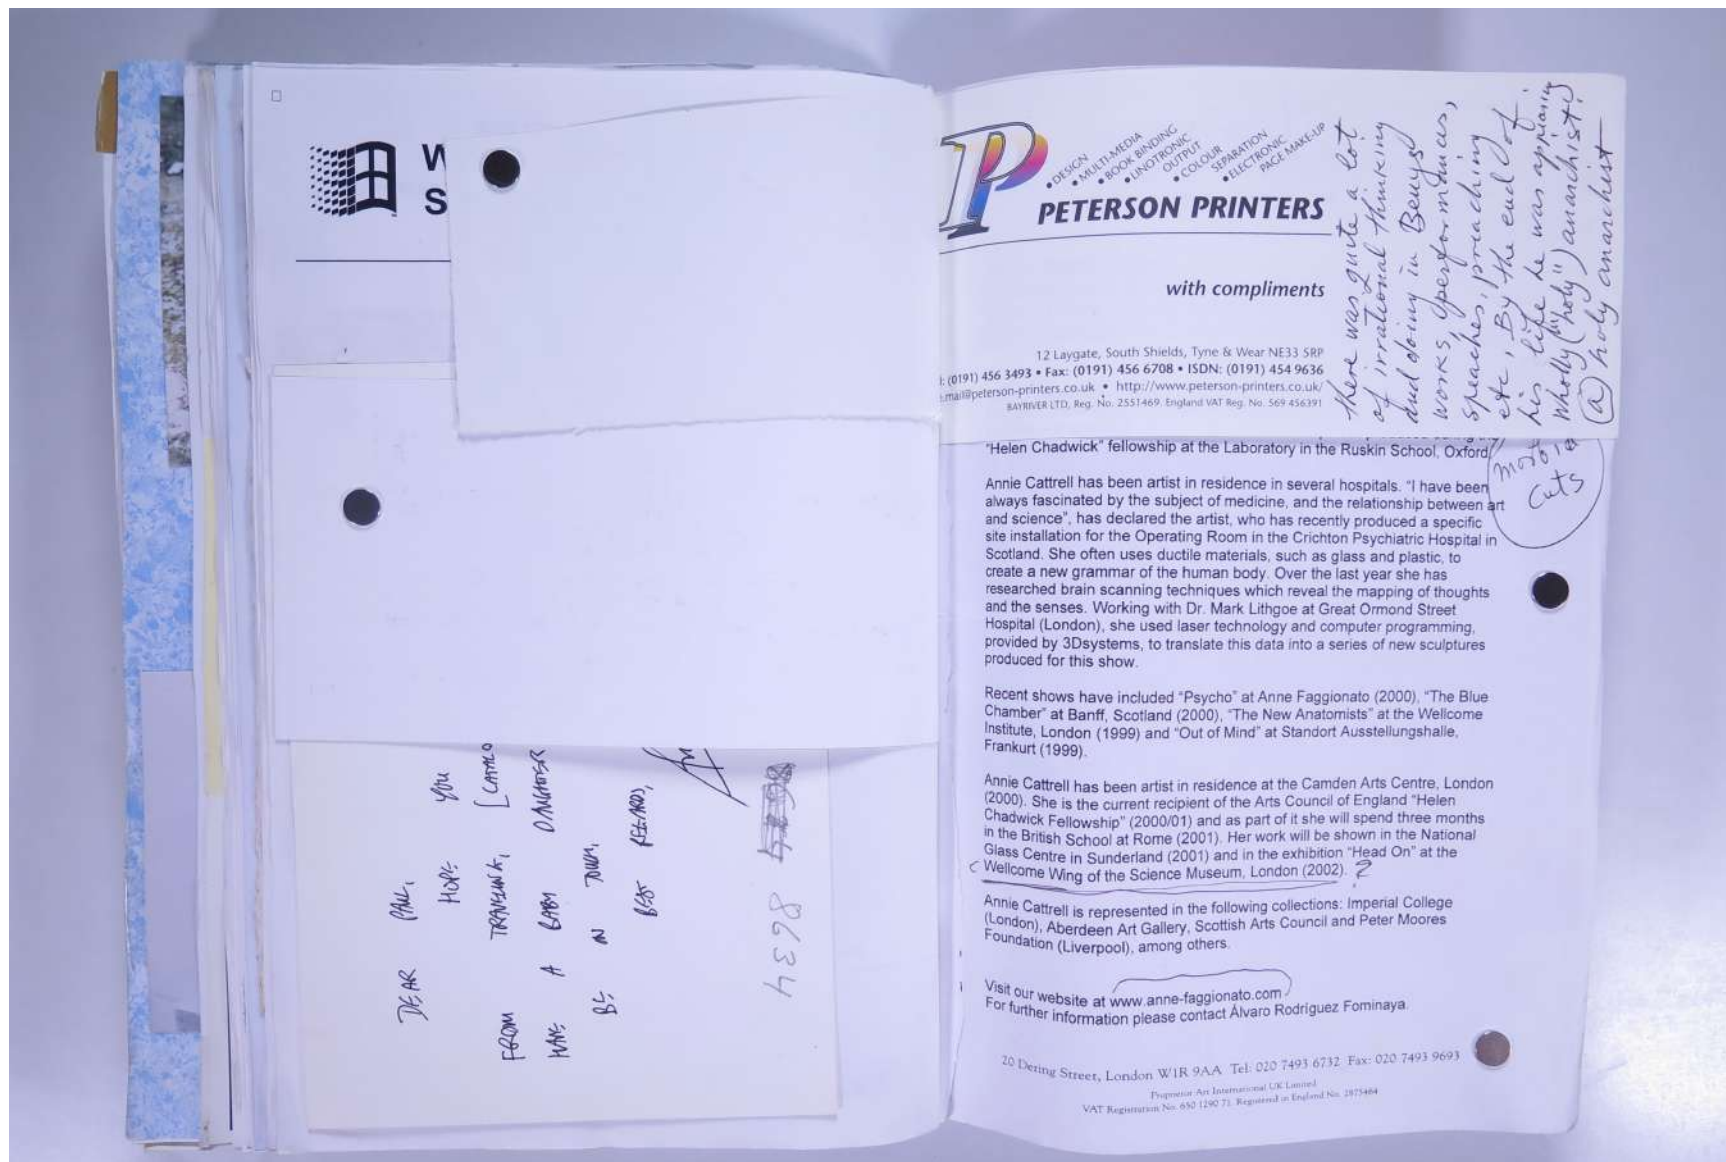 W
S
DEAR PAUL,
HOPE YOU
FROM TRAVELLING,
HAVE A BABY DAUGHTER
BE IN TOWN,
BEST REGARDS,
4398
P
• DESIGN
• MULTI-MEDIA
• BOOK BINDING
• LINOTRONIC
OUTPUT
• COLOUR
SEPARATION
• ELECTRONIC
PAGE MAKE-UP
PETERSON PRINTERS
with compliments
12 Laygate, South Shields, Tyne & Wear NE33 5RP
l: (0191) 456 3493 • Fax: (0191) 456 6708 • ISDN: (0191) 454 9636
mail@peterson-printers.co.uk • http://www.peterson-printers.co.uk/
BAYRIVER LTD, Reg. No. 2551469. England VAT Reg. No. 569 456391
there was quite a lot
of irrational thinking
and doing in Beuys
works, performances,
speaches, preaching
etc. By the end of
his life he was
wholly ("holy") anarchist!
(a) holy anarchist
cuts
"Helen Chadwick" fellowship at the Laboratory in the Ruskin School, Oxford
Annie Cattrell has been artist in residence in several hospitals. "I have been
always fascinated by the subject of medicine, and the relationship between art
and science", has declared the artist, who has recently produced a specific
site installation for the Operating Room in the Crichton Psychiatric Hospital in
Scotland. She often uses ductile materials, such as glass and plastic, to
create a new grammar of the human body. Over the last year she has
researched brain scanning techniques which reveal the mapping of thoughts
and the senses. Working with Dr. Mark Lithgoe at Great Ormond Street
Hospital (London), she used laser technology and computer programming,
provided by 3Dsystems, to translate this data into a series of new sculptures
produced for this show.
Recent shows have included "Psycho" at Anne Faggionato (2000), "The Blue
Chamber" at Banff, Scotland (2000), "The New Anatomists" at the Wellcome
Institute, London (1999) and "Out of Mind" at Standort Ausstellungshalle,
Frankurt (1999).
Annie Cattrell has been artist in residence at the Camden Arts Centre, London
(2000). She is the current recipient of the Arts Council of England "Helen
Chadwick Fellowship" (2000/01) and as part of it she will spend three months
in the British School at Rome (2001). Her work will be shown in the National
Glass Centre in Sunderland (2001) and in the exhibition "Head On" at the
Wellcome Wing of the Science Museum, London (2002). ?
Annie Cattrell is represented in the following collections: Imperial College
(London), Aberdeen Art Gallery, Scottish Arts Council and Peter Moores
Foundation (Liverpool), among others.
Visit our website at www.anne-faggionato.com
For further information please contact Álvaro Rodríguez Fominaya.
20 Dering Street, London W1R 9AA Tel: 020 7493 6732 Fax: 020 7493 9693
Proprietor Art International UK Limited
VAT Registration No. 650 1290 71. Registered in England No. 2875464